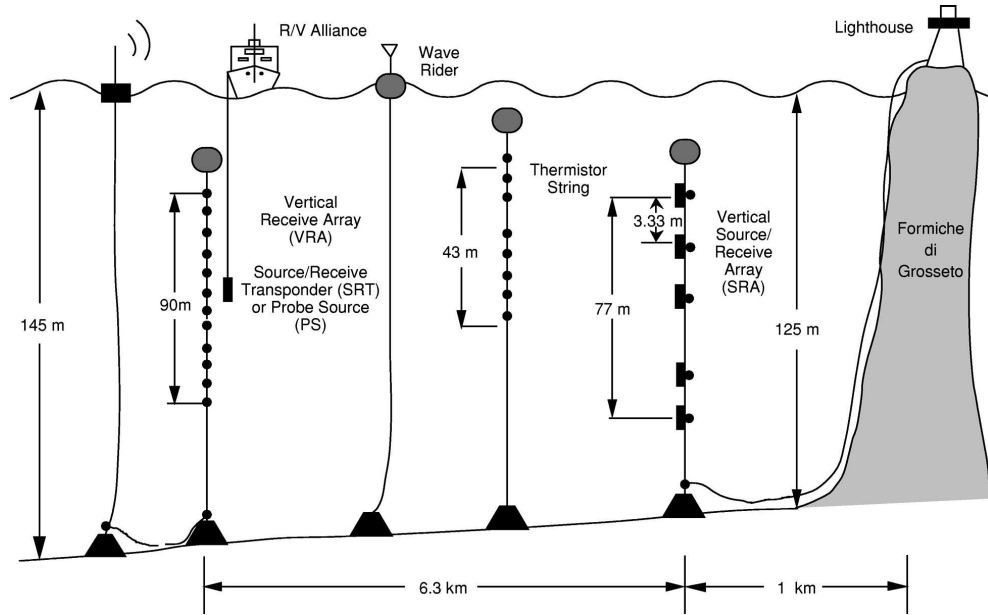 R/V Alliance
Wave
Rider
Lighthouse
Thermistor
String
Vertical
Receive Array
(VRA)
Source/Receive
Transponder (SRT)
or Probe Source
(PS)
3.33 m
Vertical
Source/
Receive
Array
(SRA)
Formiche
di
Grosseto
43 m
90m
77 m
145 m
125 m
6.3 km
1 km